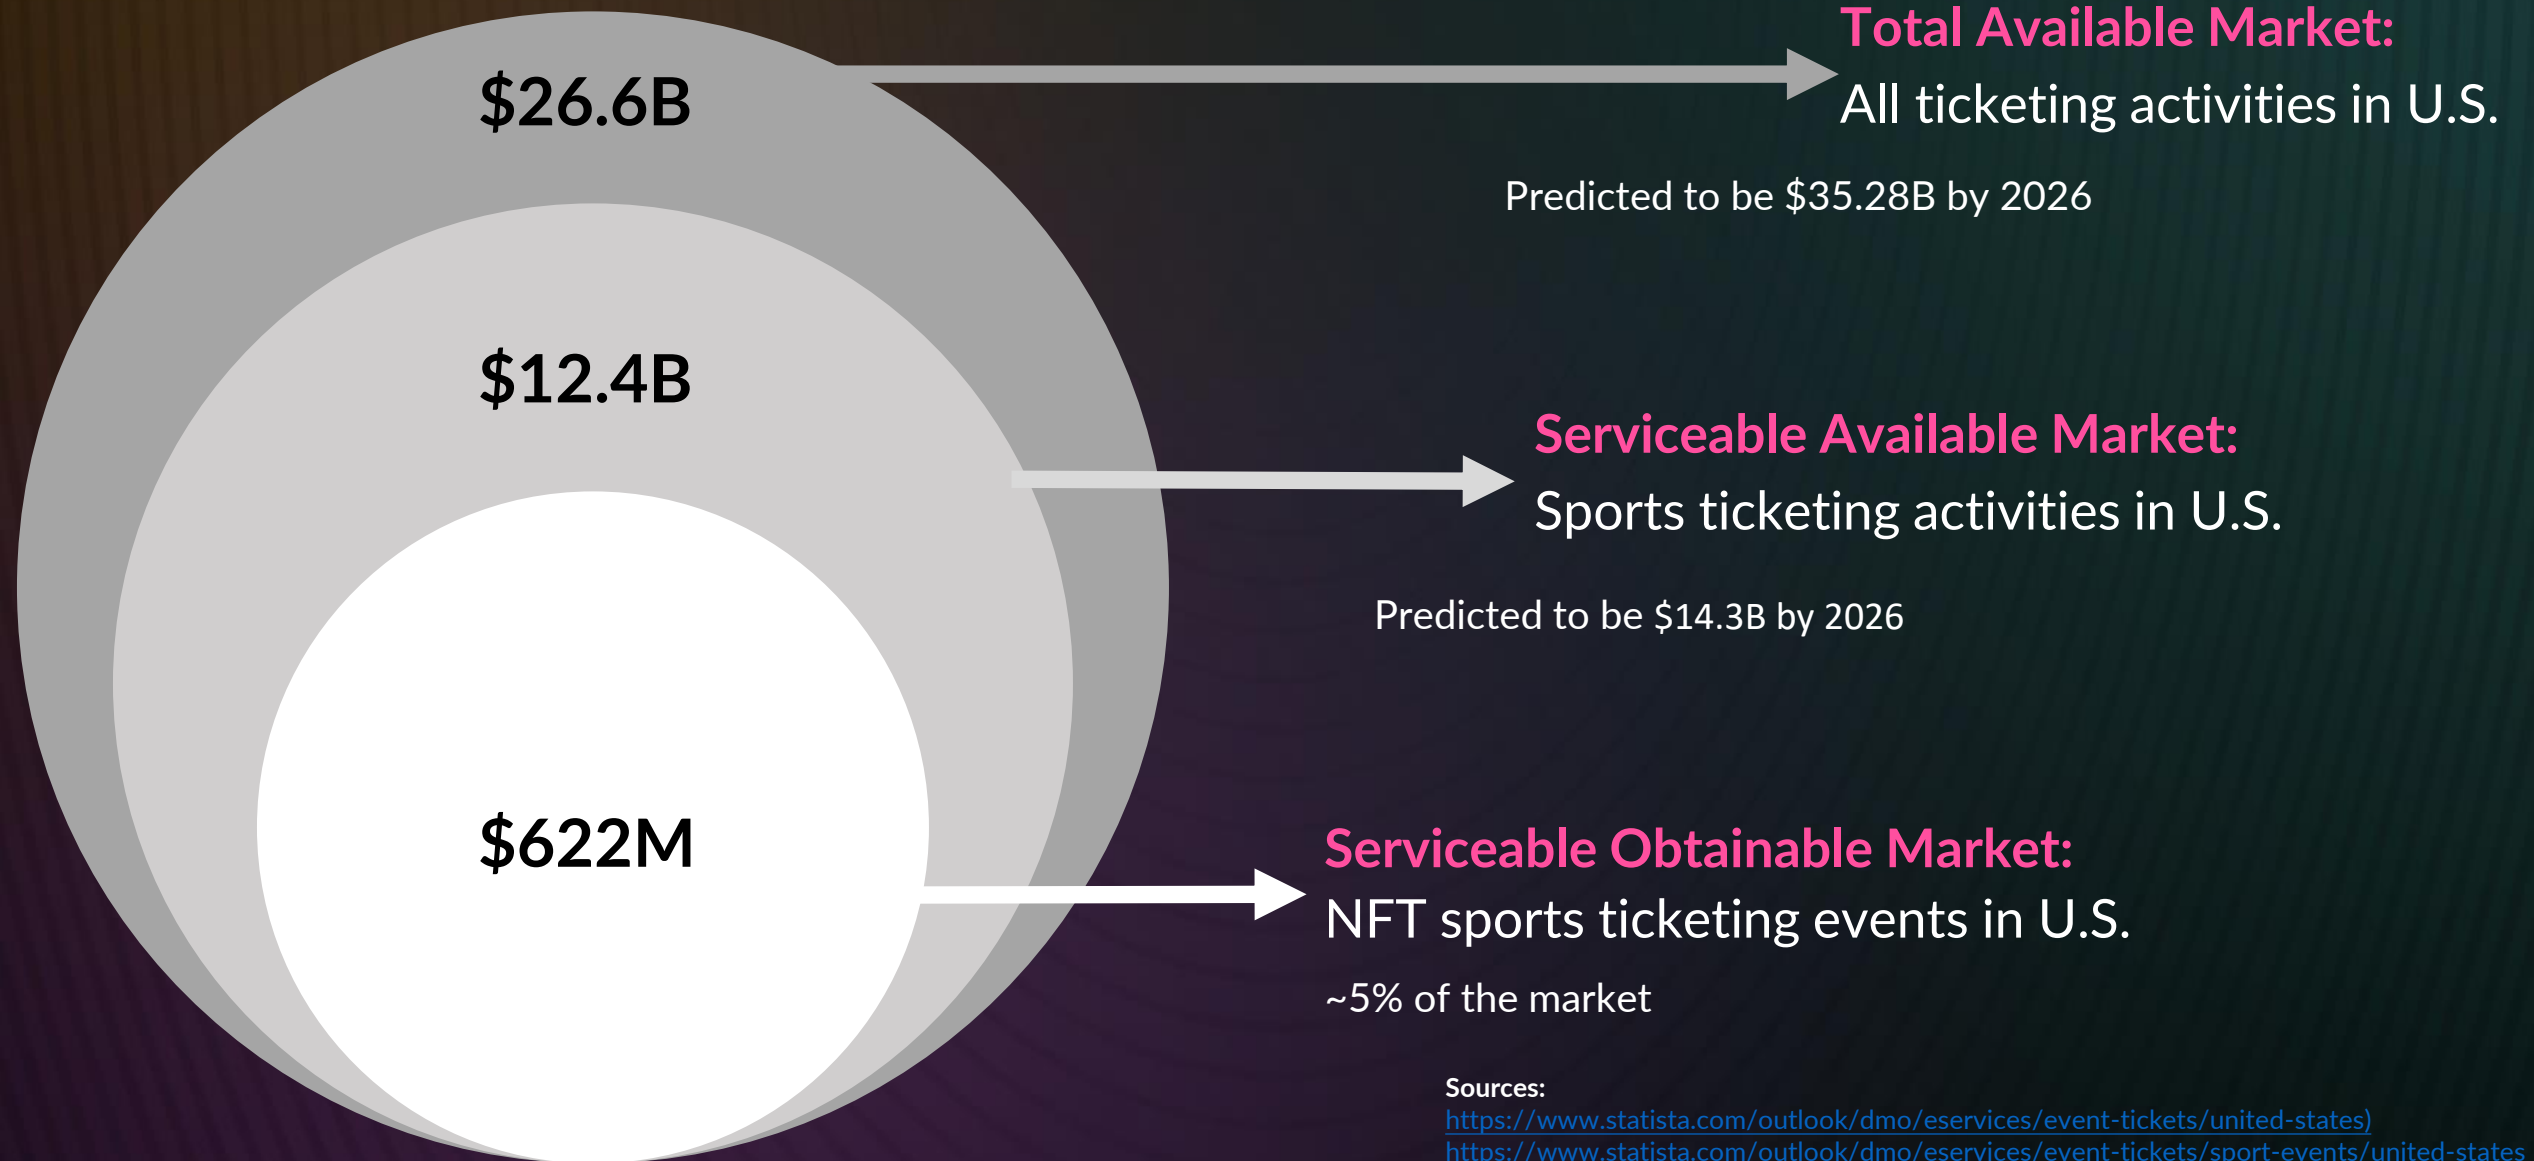 $26.6B
Total Available Market:
All ticketing activities in U.S.
Predicted to be $35.28B by 2026
$12.4B
Serviceable Available Market:
Sports ticketing activities in U.S.
Predicted to be $14.3B by 2026
$622M
Serviceable Obtainable Market:
NFT sports ticketing events in U.S.
~5% of the market
Sources:
https://www.statista.com/outlook/dmo/eservices/event-tickets/united-states)
https://www.statista.com/outlook/dmo/eservices/event-tickets/sport-events/united-states